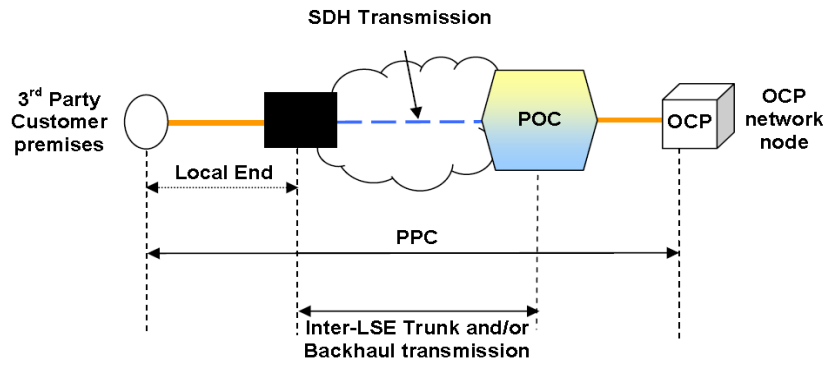 SDH Transmission
3rd Party
Customer
premises
POC
OCP
OCP
network
node
Local End
PPC
Inter-LSE Trunk and/or
Backhaul transmission